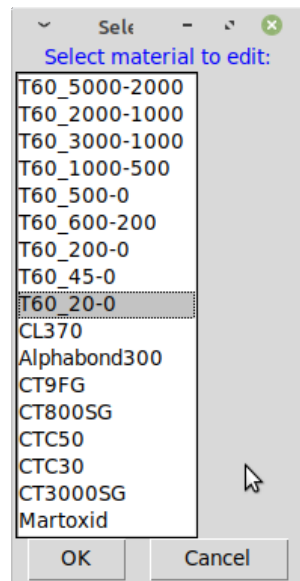 Sele
Select material to edit:
T60_5000-2000
T60_2000-1000
T60_3000-1000
T60_1000-500
T60_500-0
T60_600-200
T60_200-0
T60_45-0
T60_20-0
CL370
Alphabond300
CT9FG
CT800SG
CTC50
CTC30
CT3000SG
Martoxid
OK Cancel